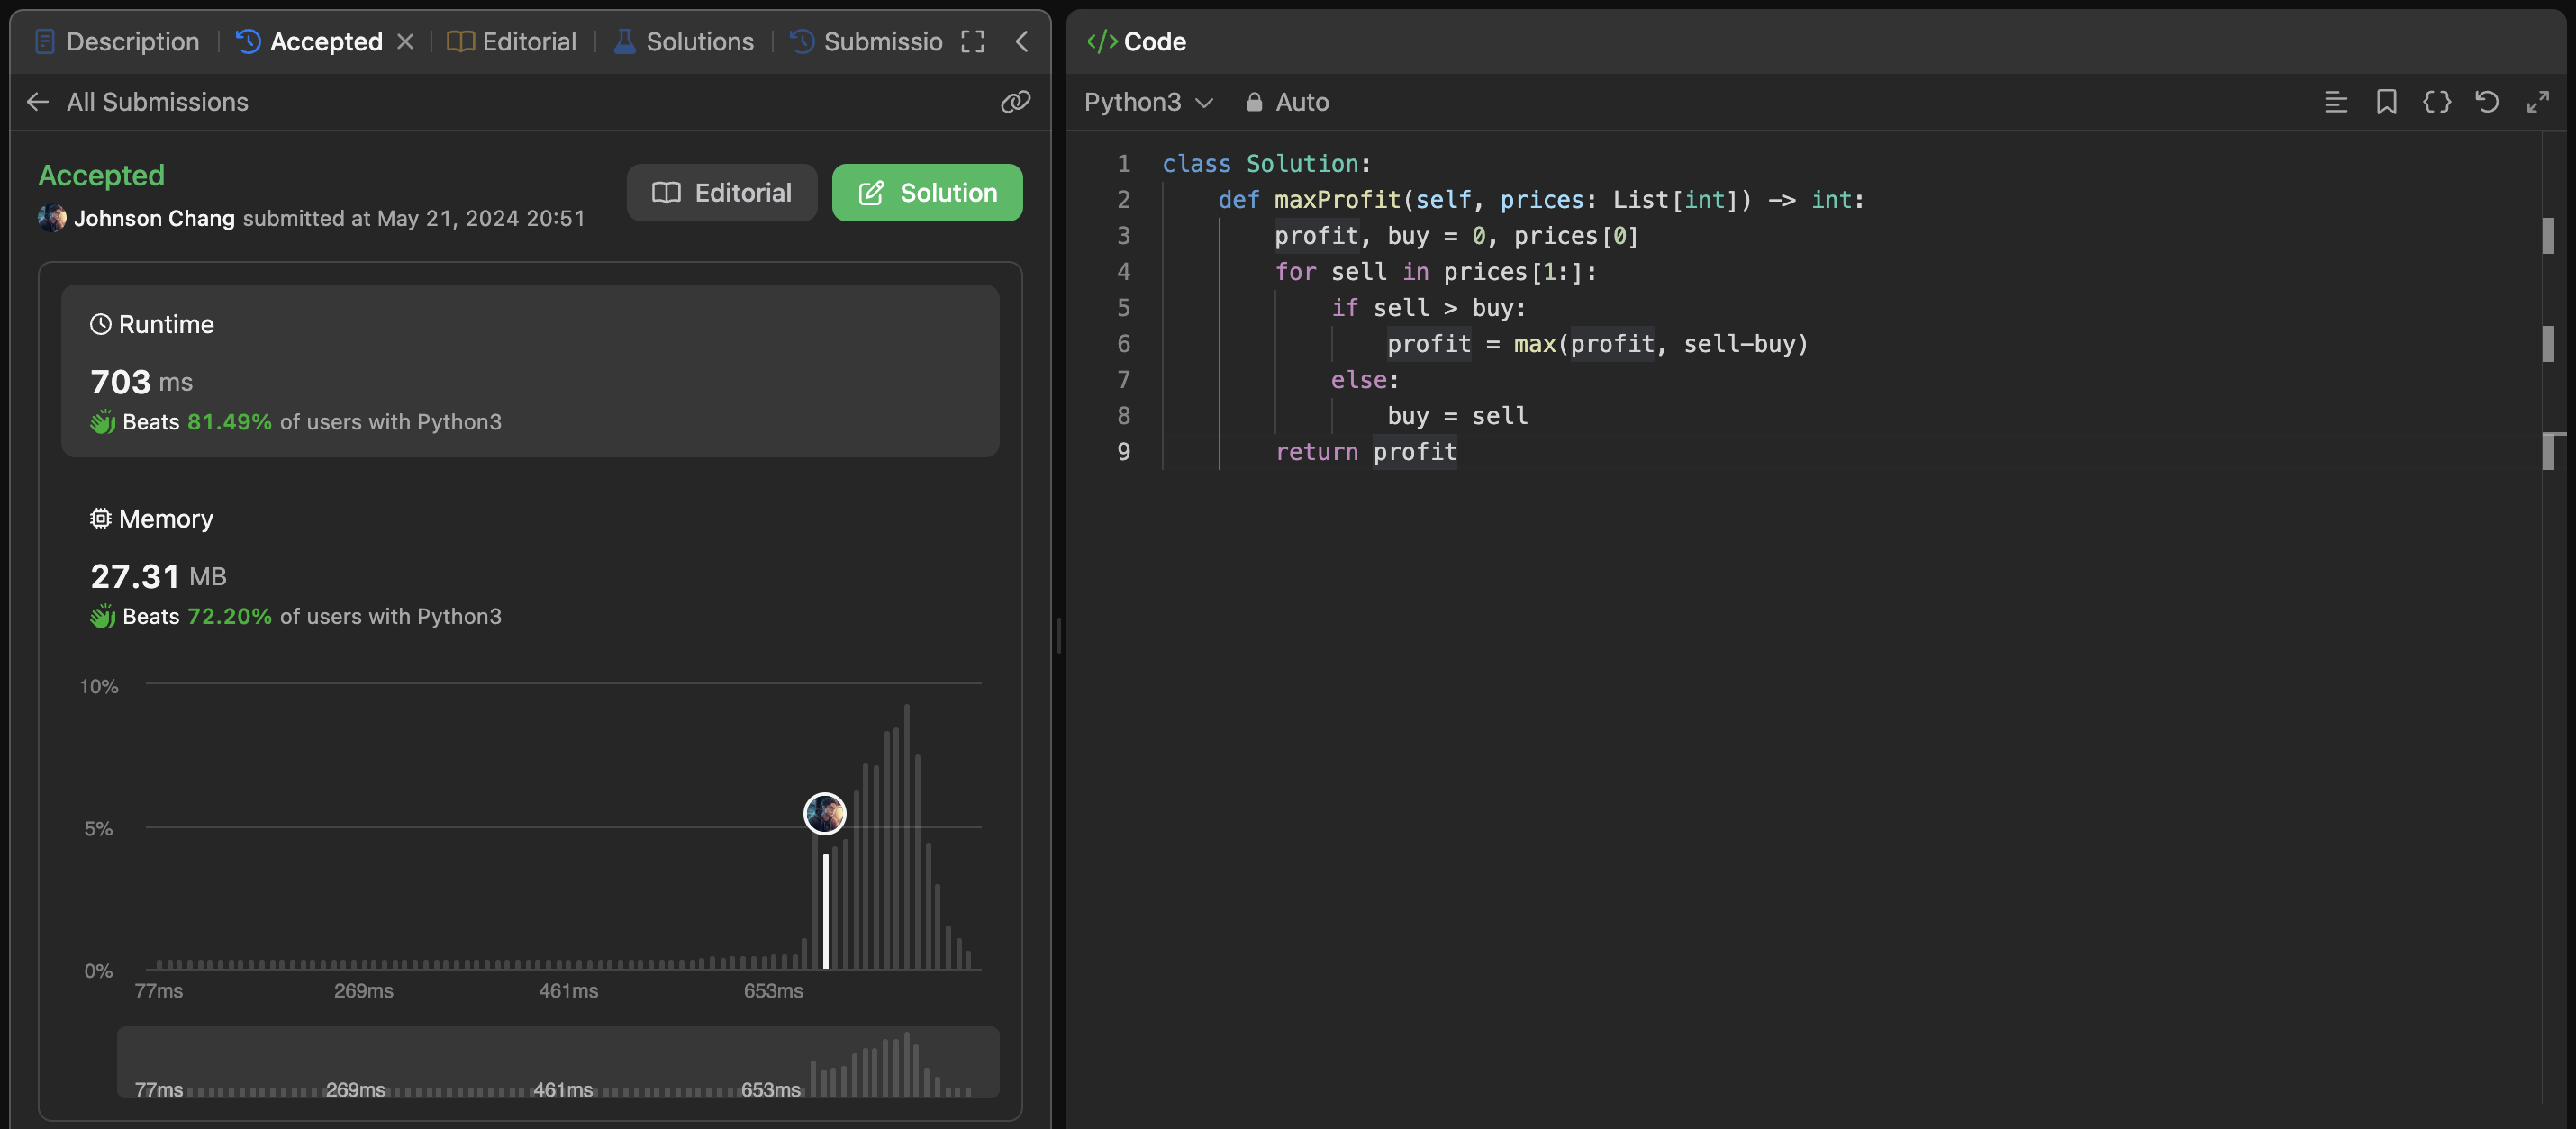 Description
Accepted
Editorial
Solutions
Submissio
All Submissions
Accepted
Johnson Chang submitted at May 21, 2024 20:51
Editorial
Solution
Runtime
703 ms
Beats 81.49% of users with Python3
Memory
27.31 MB
Beats 72.20% of users with Python3
10%
5%
0%
77ms 269ms 461ms 653ms
77ms 269ms 461ms 653ms
</> Code
Python3 Auto
1 class Solution:
2     def maxProfit(self, prices: List[int]) -> int:
3         profit, buy = 0, prices[0]
4         for sell in prices[1:]:
5             if sell > buy:
6                 profit = max(profit, sell-buy)
7             else:
8                 buy = sell
9         return profit